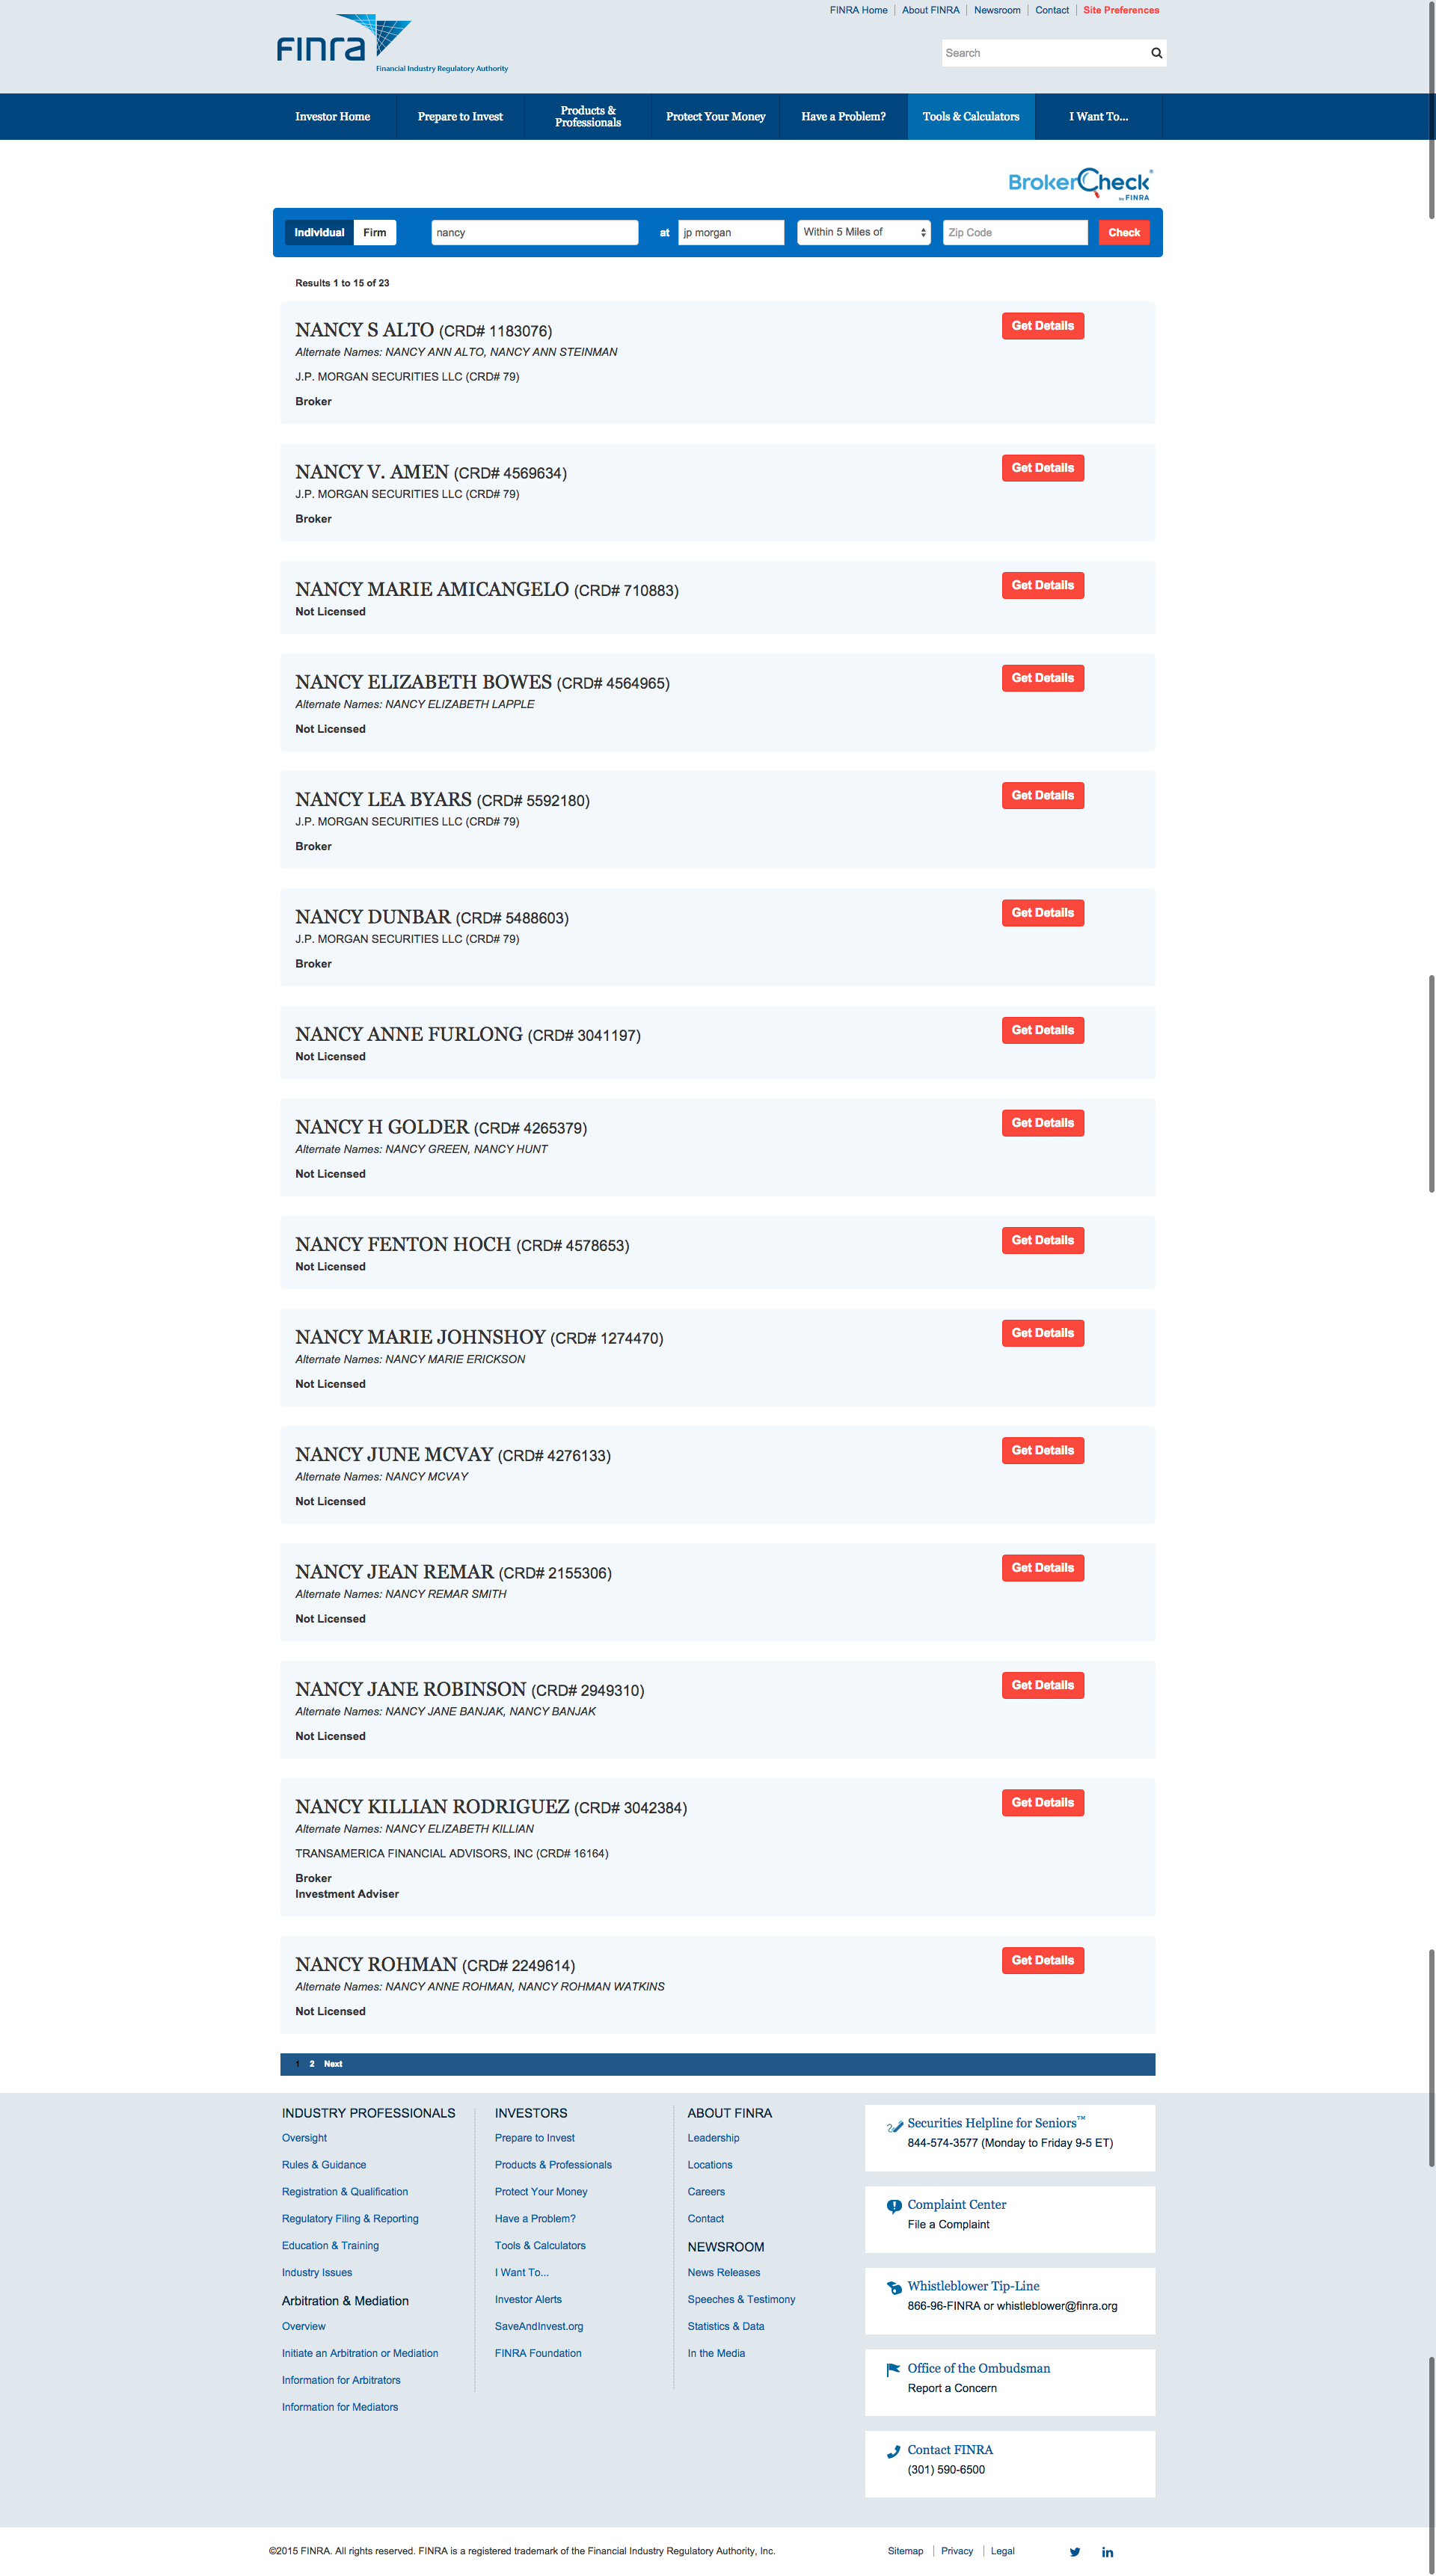 FINRA Home About FINRA Newsroom Contact Site Preferences
Finra
Financial Industry Regulatory Authority
Search
Investor Home
Prepare to Invest
Products &
Professionals
Protect Your Money
Have a Problem?
Tools & Calculators
I Want To...
BrokerCheck®
by FINRA
Individual Firm nancy at jp morgan Within 5 Miles of Zip Code Check
Results 1 to 15 of 23
NANCY S ALTO (CRD# 1183076) Get Details
Alternate Names: NANCY ANN ALTO, NANCY ANN STEINMAN
J.P. MORGAN SECURITIES LLC (CRD# 79)
Broker
NANCY V. AMEN (CRD# 4569634) Get Details
J.P. MORGAN SECURITIES LLC (CRD# 79)
Broker
NANCY MARIE AMICANGELO (CRD# 710883) Get Details
Not Licensed
NANCY ELIZABETH BOWES (CRD# 4564965) Get Details
Alternate Names: NANCY ELIZABETH LAPPLE
Not Licensed
NANCY LEA BYARS (CRD# 5592180) Get Details
J.P. MORGAN SECURITIES LLC (CRD# 79)
Broker
NANCY DUNBAR (CRD# 5488603) Get Details
J.P. MORGAN SECURITIES LLC (CRD# 79)
Broker
NANCY ANNE FURLONG (CRD# 3041197) Get Details
Not Licensed
NANCY H GOLDER (CRD# 4265379) Get Details
Alternate Names: NANCY GREEN, NANCY HUNT
Not Licensed
NANCY FENTON HOCH (CRD# 4578653) Get Details
Not Licensed
NANCY MARIE JOHNSHOY (CRD# 1274470) Get Details
Alternate Names: NANCY MARIE ERICKSON
Not Licensed
NANCY JUNE MCVAY (CRD# 4276133) Get Details
Alternate Names: NANCY MCVAY
Not Licensed
NANCY JEAN REMAR (CRD# 2155306) Get Details
Alternate Names: NANCY REMAR SMITH
Not Licensed
NANCY JANE ROBINSON (CRD# 2949310) Get Details
Alternate Names: NANCY JANE BANJAK, NANCY BANJAK
Not Licensed
NANCY KILLIAN RODRIGUEZ (CRD# 3042384) Get Details
Alternate Names: NANCY ELIZABETH KILLIAN
TRANSAMERICA FINANCIAL ADVISORS, INC (CRD# 16164)
Broker
Investment Adviser
NANCY ROHMAN (CRD# 2249614) Get Details
Alternate Names: NANCY ANNE ROHMAN, NANCY ROHMAN WATKINS
Not Licensed
1 2 Next
INDUSTRY PROFESSIONALS
Oversight
Rules & Guidance
Registration & Qualification
Regulatory Filing & Reporting
Education & Training
Industry Issues
Arbitration & Mediation
Overview
Initiate an Arbitration or Mediation
Information for Arbitrators
Information for Mediators
INVESTORS
Prepare to Invest
Products & Professionals
Protect Your Money
Have a Problem?
Tools & Calculators
I Want To...
Investor Alerts
SaveAndInvest.org
FINRA Foundation
ABOUT FINRA
Leadership
Locations
Careers
Contact
NEWSROOM
News Releases
Speeches & Testimony
Statistics & Data
In the Media
Securities Helpline for Seniors™
844-574-3577 (Monday to Friday 9-5 ET)
Complaint Center
File a Complaint
Whistleblower Tip-Line
866-96-FINRA or whistleblower@finra.org
Office of the Ombudsman
Report a Concern
Contact FINRA
(301) 590-6500
©2015 FINRA. All rights reserved. FINRA is a registered trademark of the Financial Industry Regulatory Authority, Inc.
Sitemap Privacy Legal